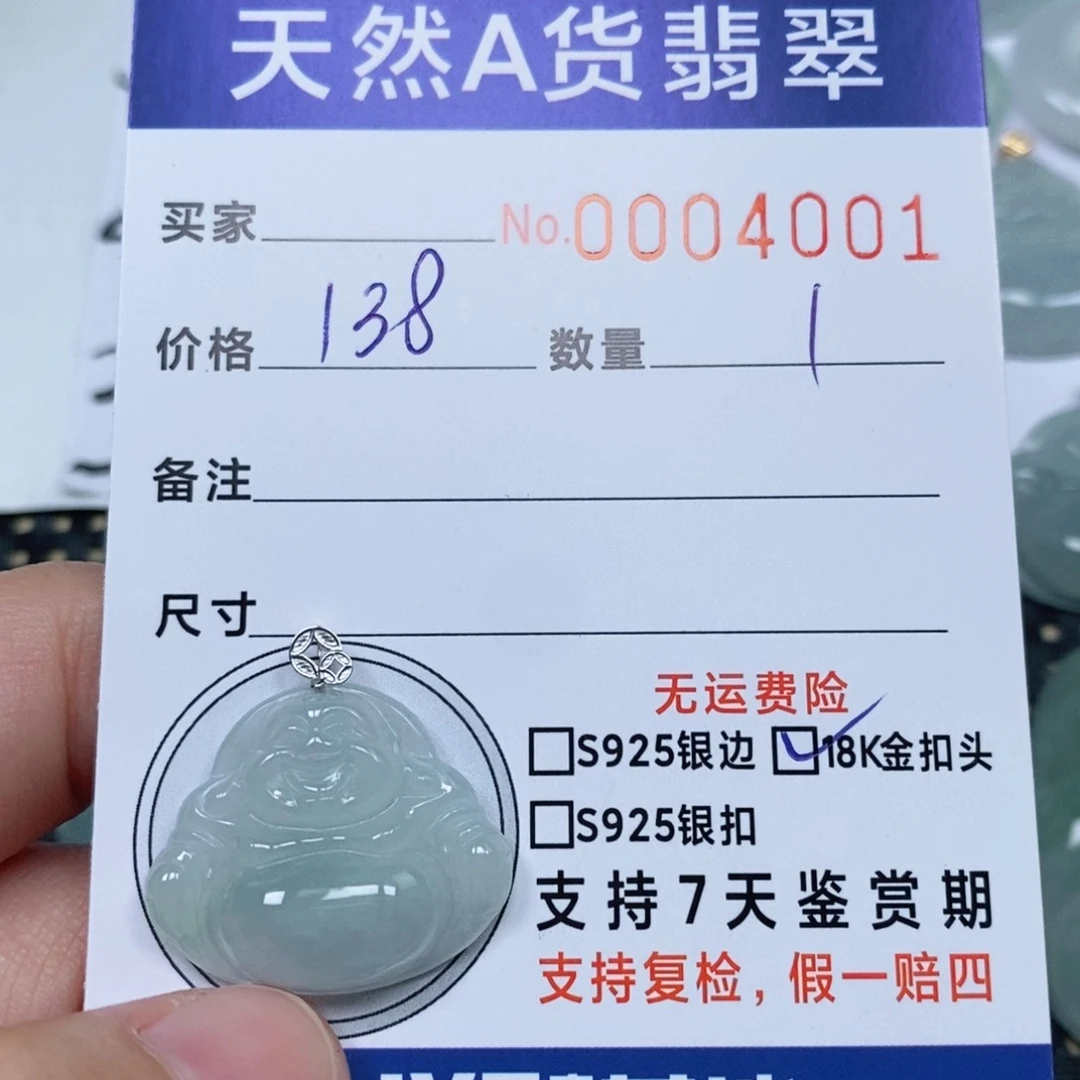 天然A货翡翠
买家 No.0004001
价格 138 数量 1
备注
尺寸
无运费险
S925银边 18K金扣头
S925银扣
支持7天鉴赏期
支持复检，假一赔四